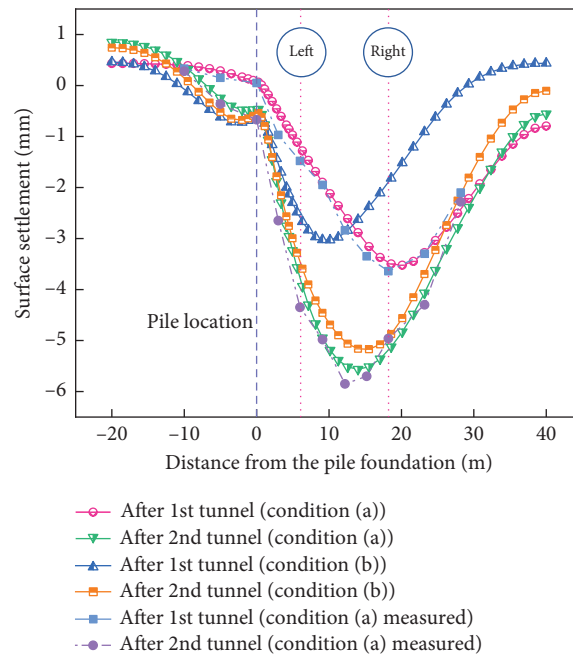 Left
Right
1
0
−1
−2
−3
−4
−5
−6
Surface settlement (mm)
Pile location
−20
−10
0
10
20
30
40
Distance from the pile foundation (m)
After 1st tunnel (condition (a))
After 2nd tunnel (condition (a))
After 1st tunnel (condition (b))
After 2nd tunnel (condition (b))
After 1st tunnel (condition (a) measured)
After 2nd tunnel (condition (a) measured)